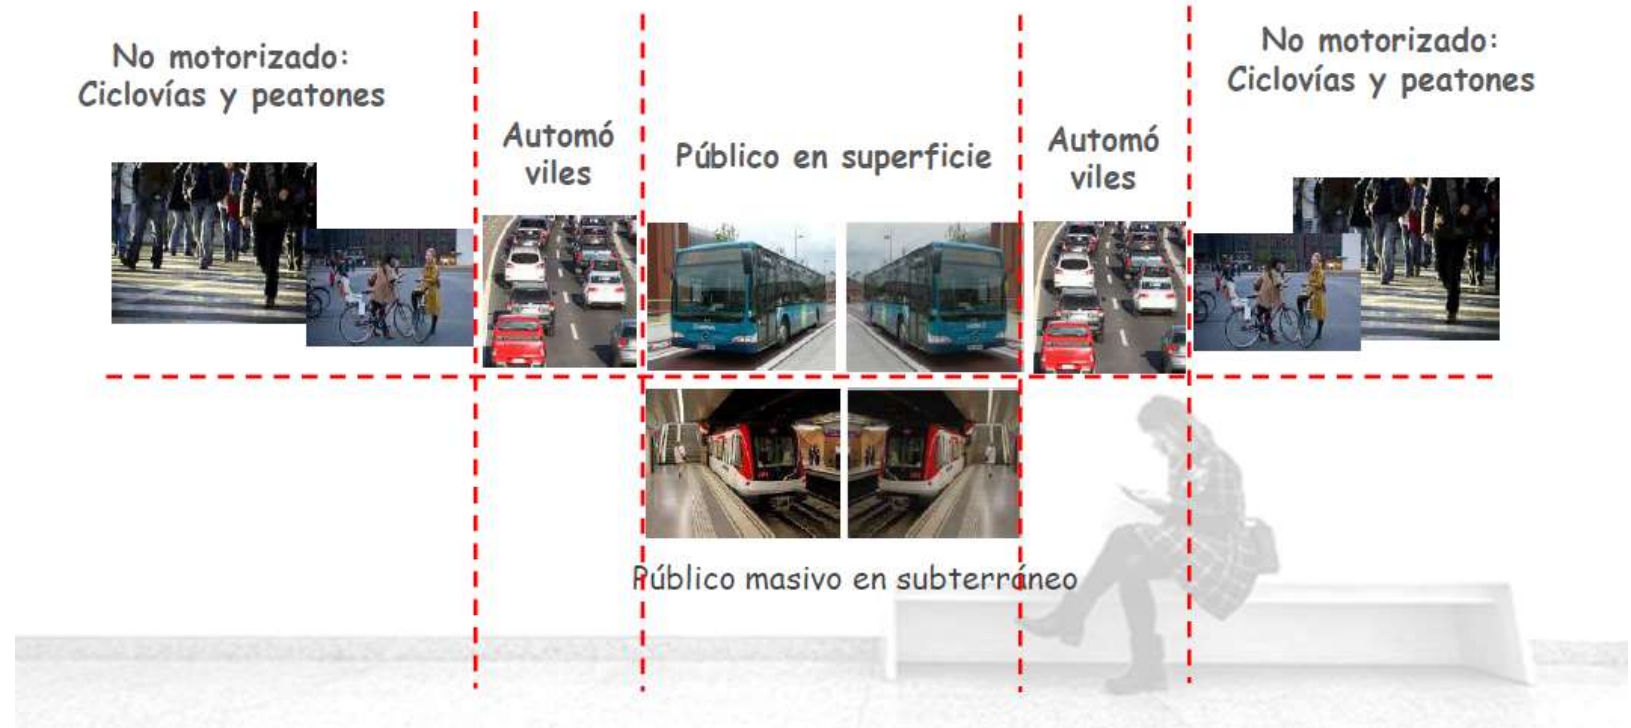 No motorizado:
Ciclovías y peatones
Automó
viles
Público en superficie
Automó
viles
No motorizado:
Ciclovías y peatones
Público masivo en subterráneo